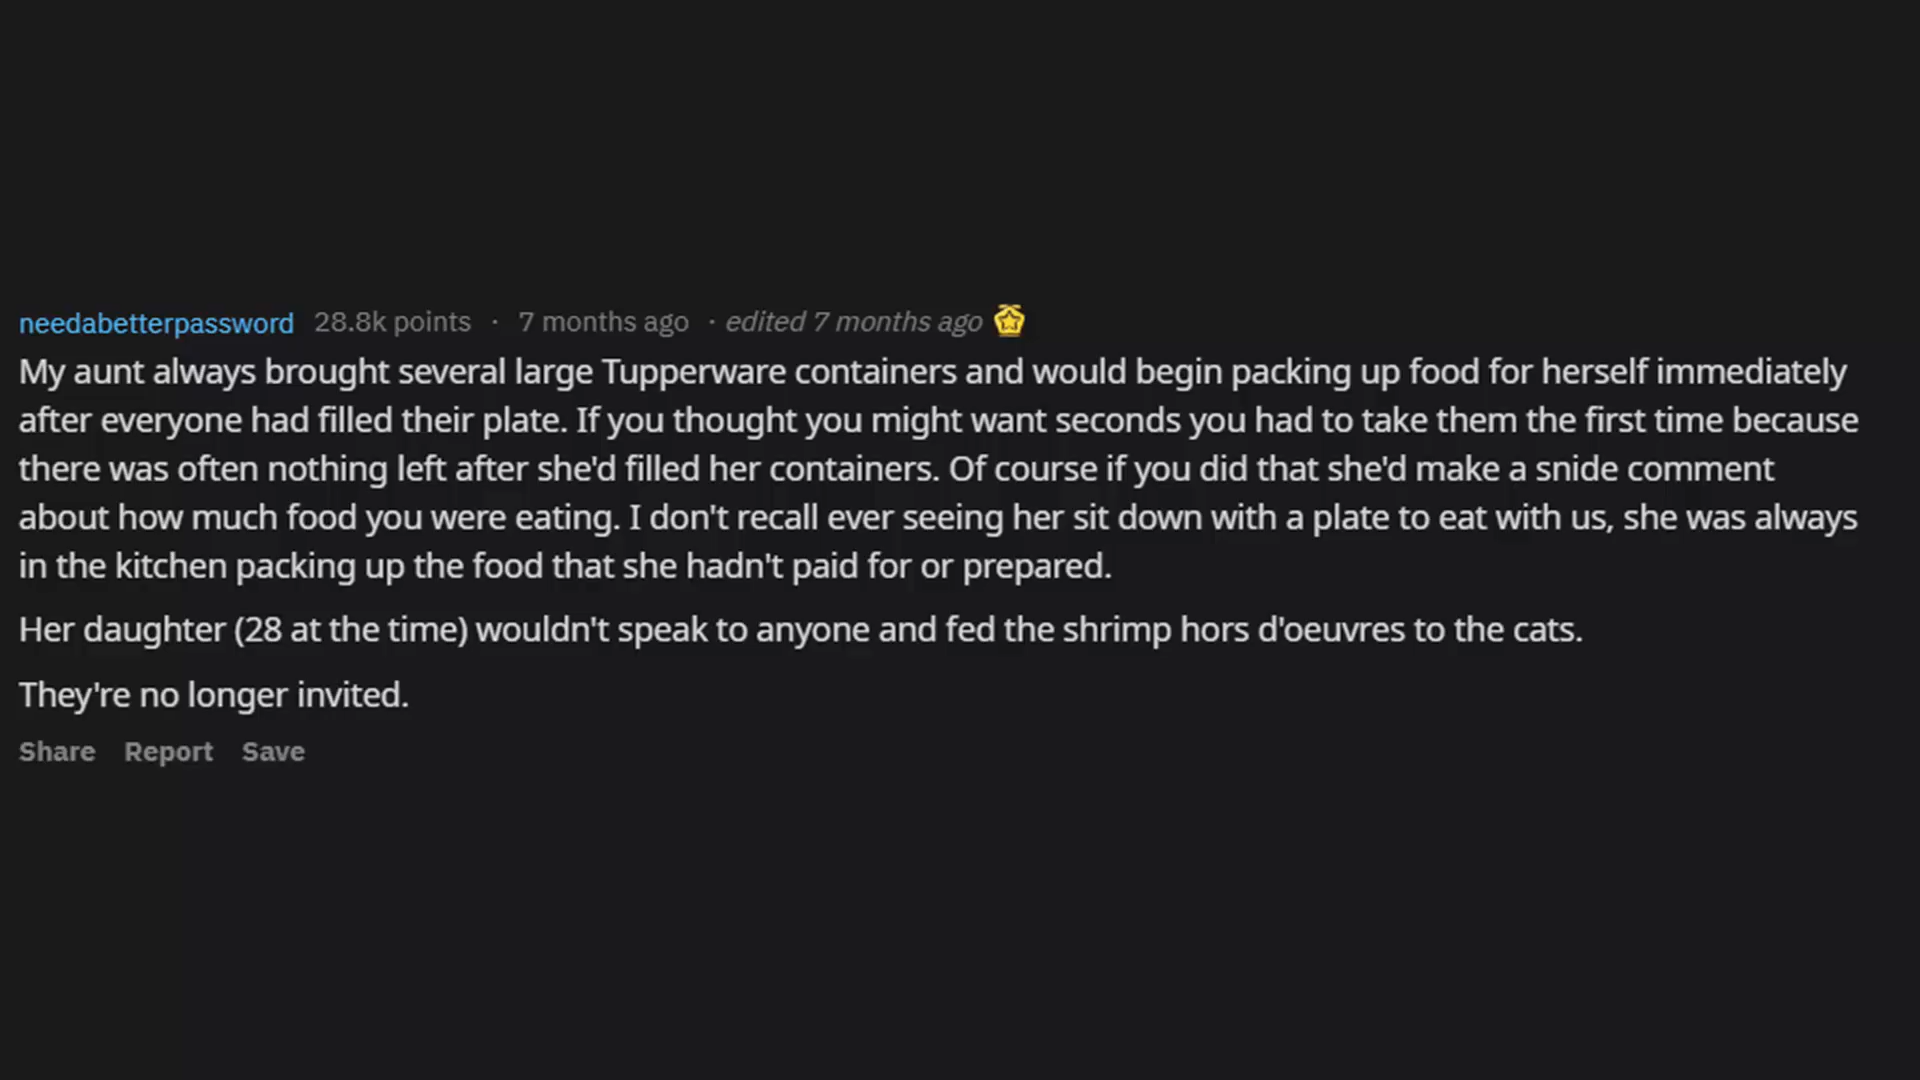 needabetterpassword 28.8k points · 7 months ago · edited 7 months ago
My aunt always brought several large Tupperware containers and would begin packing up food for herself immediately
after everyone had filled their plate. If you thought you might want seconds you had to take them the first time because
there was often nothing left after she'd filled her containers. Of course if you did that she'd make a snide comment
about how much food you were eating. I don't recall ever seeing her sit down with a plate to eat with us, she was always
in the kitchen packing up the food that she hadn't paid for or prepared.
Her daughter (28 at the time) wouldn't speak to anyone and fed the shrimp hors d'oeuvres to the cats.
They're no longer invited.
Share Report Save